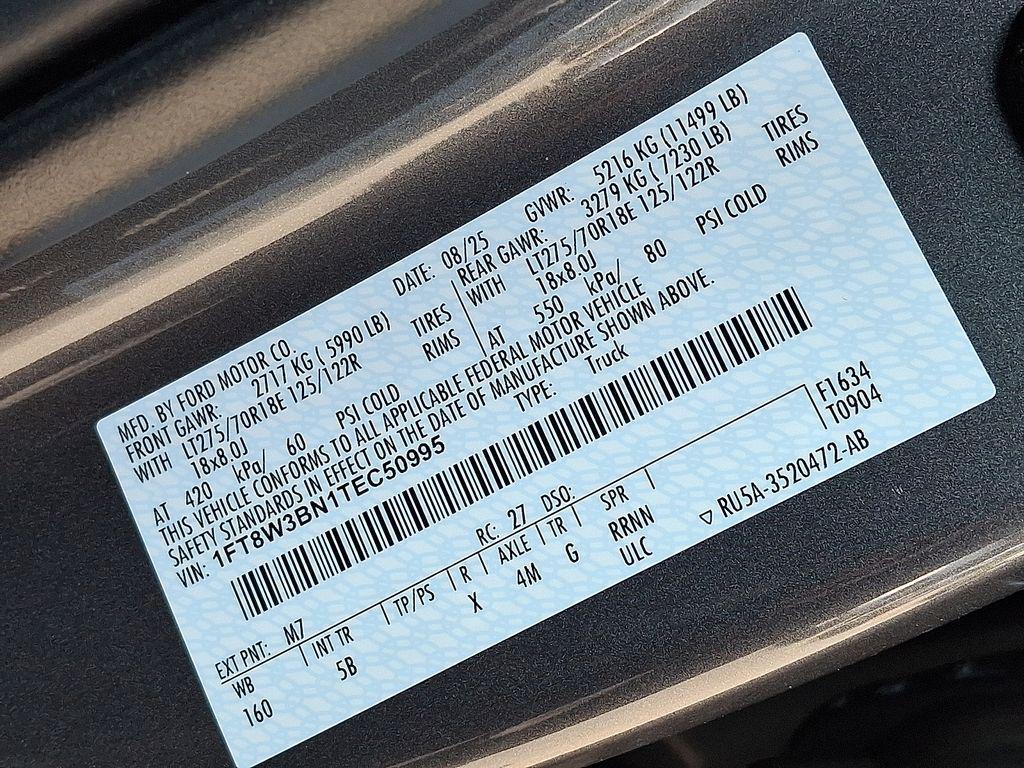 MFD. BY FORD MOTOR CO.
DATE: 08/25 GVWR: 5216 KG (11499 LB)
FRONT GAWR: 2717 KG ( 5990 LB) REAR GAWR: 3279 KG ( 7230 LB)
WITH LT275/70R18E 125/122R TIRES WITH LT275/70R18E 125/122R TIRES
18x8.0J RIMS 18x8.0J RIMS
AT 420 kPa/ 60 PSI COLD AT 550 kPa/ 80 PSI COLD
THIS VEHICLE CONFORMS TO ALL APPLICABLE FEDERAL MOTOR VEHICLE
SAFETY STANDARDS IN EFFECT ON THE DATE OF MANUFACTURE SHOWN ABOVE.
VIN: 1FT8W3BN1TEC50995 TYPE: Truck
EXT PNT: M7 RC: 27 DSO: F1634
WB INT TR TP/PS R AXLE TR SPR T0904
160 5B X 4M G RRNN
ULC ▽ RU5A-3520472-AB